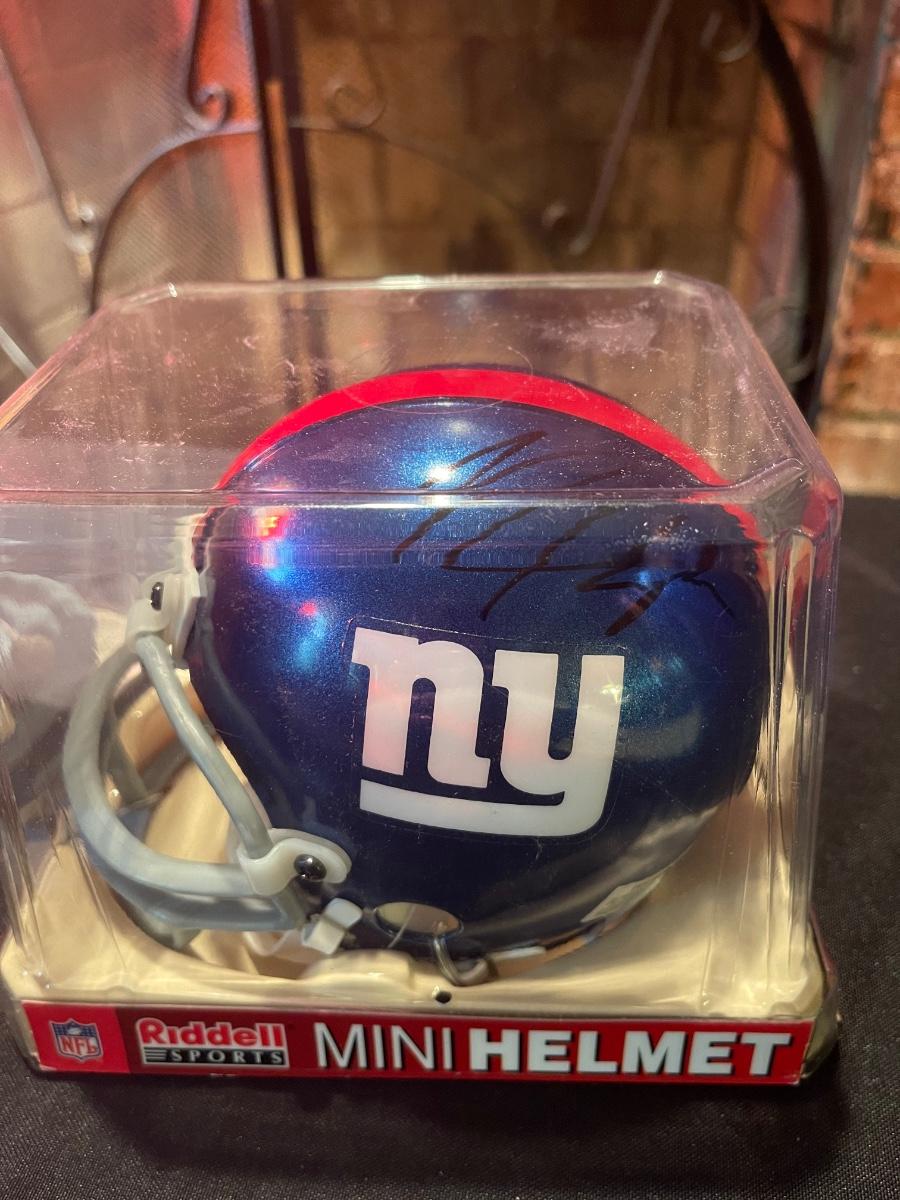 ny
NFL
Riddell
SPORTS
MINI HELMET